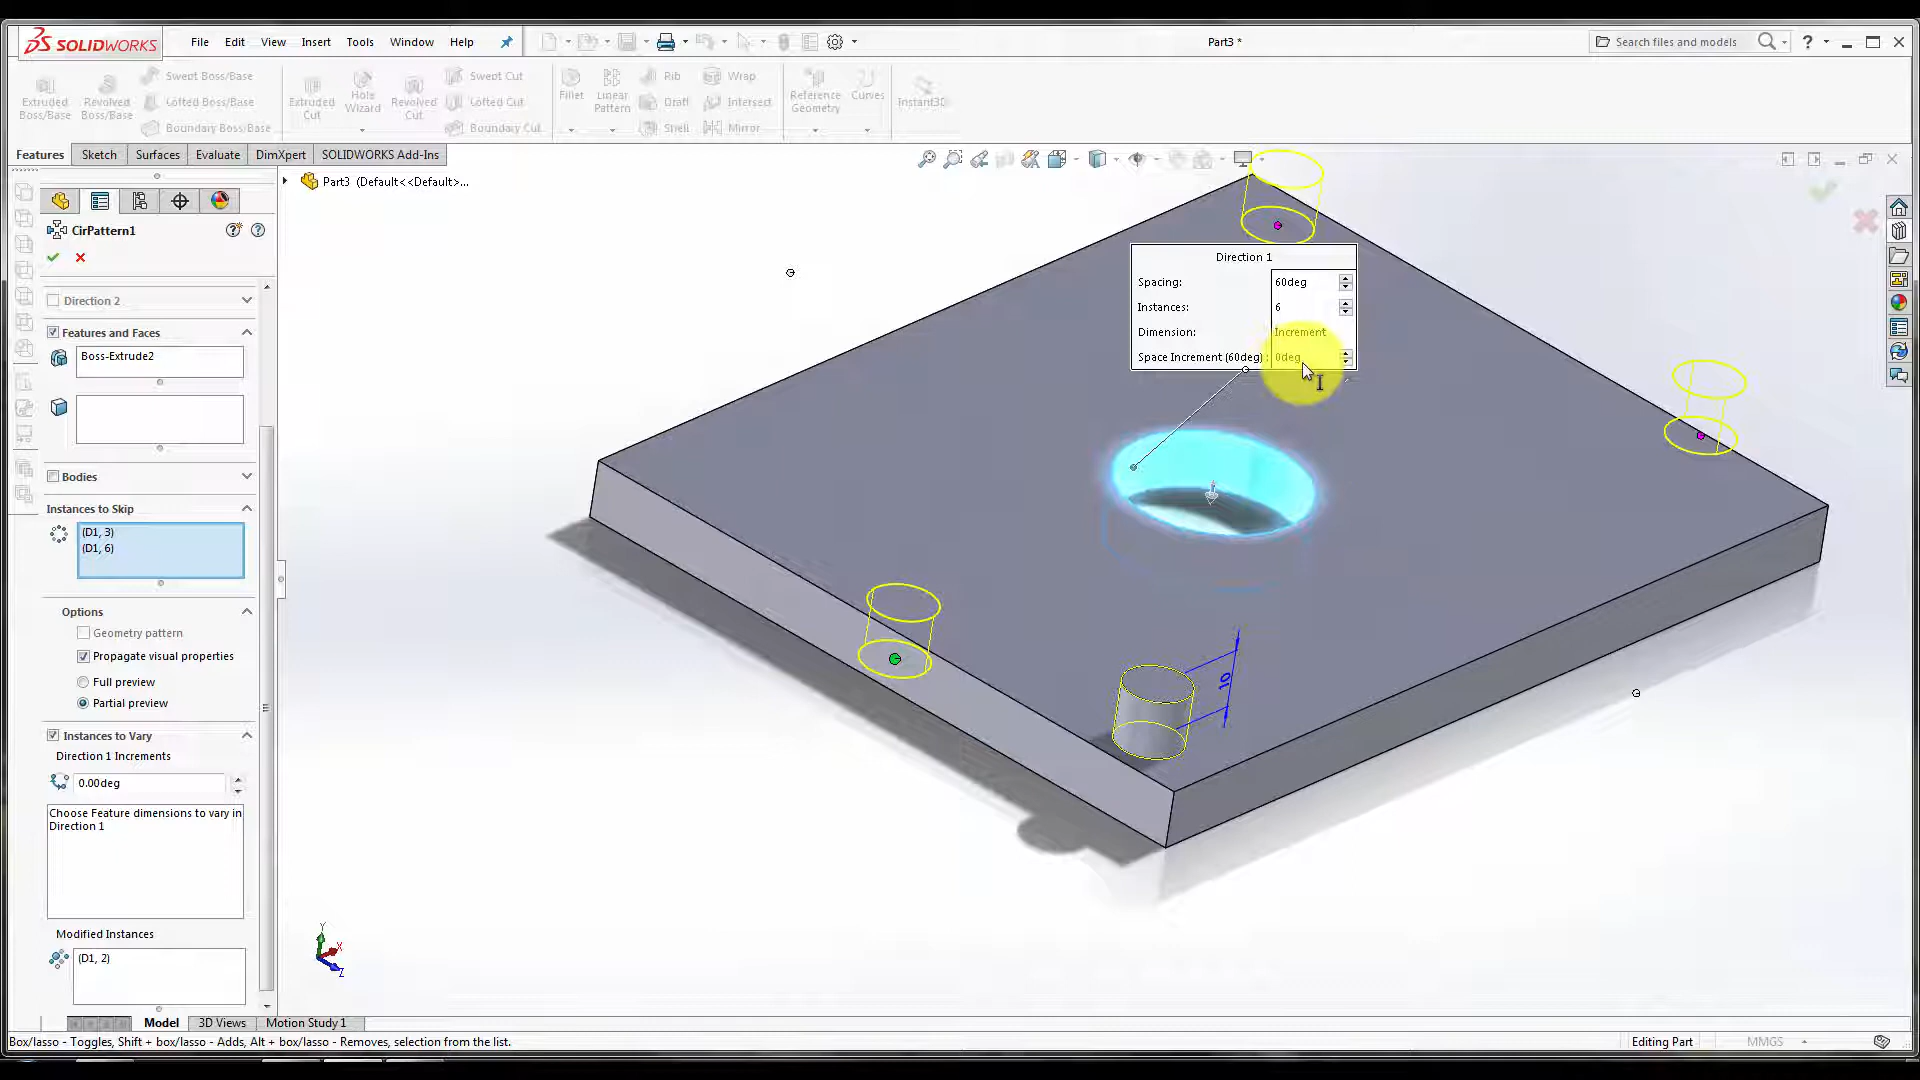 SOLIDWORKS
File Edit View Insert Tools Window Help
Part3 *
Search files and models
Extruded Boss/Base
Revolved Boss/Base
Swept Boss/Base
Lofted Boss/Base
Boundary Boss/Base
Extruded Cut
Hole Wizard
Revolved Cut
Swept Cut
Lofted Cut
Boundary Cut
Fillet
Linear Pattern
Rib
Draft
Shell
Wrap
Intersect
Mirror
Reference Geometry
Curves
Instant3D
Features Sketch Surfaces Evaluate DimXpert SOLIDWORKS Add-Ins
Part3 (Default<<Default>...
CirPattern1
Direction 2
Features and Faces
Boss-Extrude2
Bodies
Instances to Skip
(D1, 3)
(D1, 6)
Options
Geometry pattern
Propagate visual properties
Full preview
Partial preview
Instances to Vary
Direction 1 Increments
0.00deg
Choose Feature dimensions to vary in
Direction 1
Modified Instances
(D1, 2)
Direction 1
Spacing: 60deg
Instances: 6
Dimension: Increment
Space Increment (60deg) : 0deg
10
Y
X
Z
Model 3D Views Motion Study 1
Box/lasso - Toggles, Shift + box/lasso - Adds, Alt + box/lasso - Removes, selection from the list.
Editing Part
MMGS